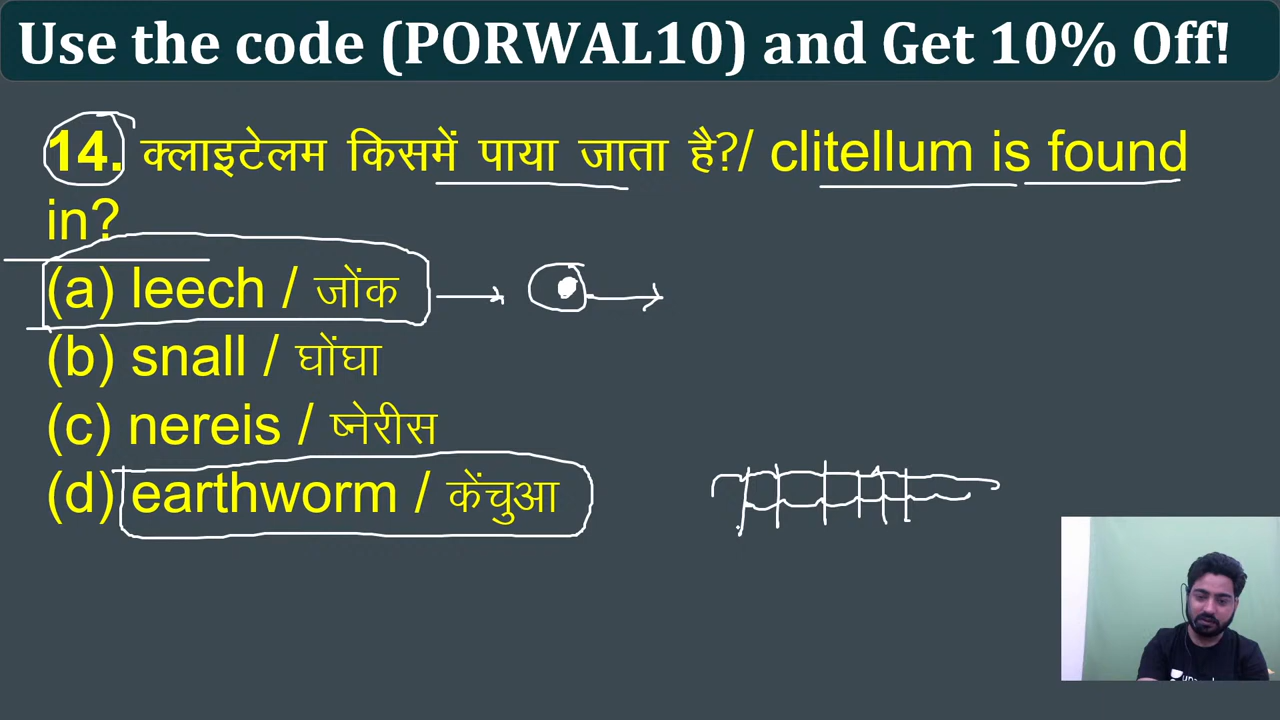 Use the code (PORWAL10) and Get 10% Off!
14. क्लाइटेलम किसमें पाया जाता है?/ clitellum is found
in?
(a) leech / जोंक
(b) snall / घोंघा
(c) nereis / ष्नेरीस
(d) earthworm / केंचुआ